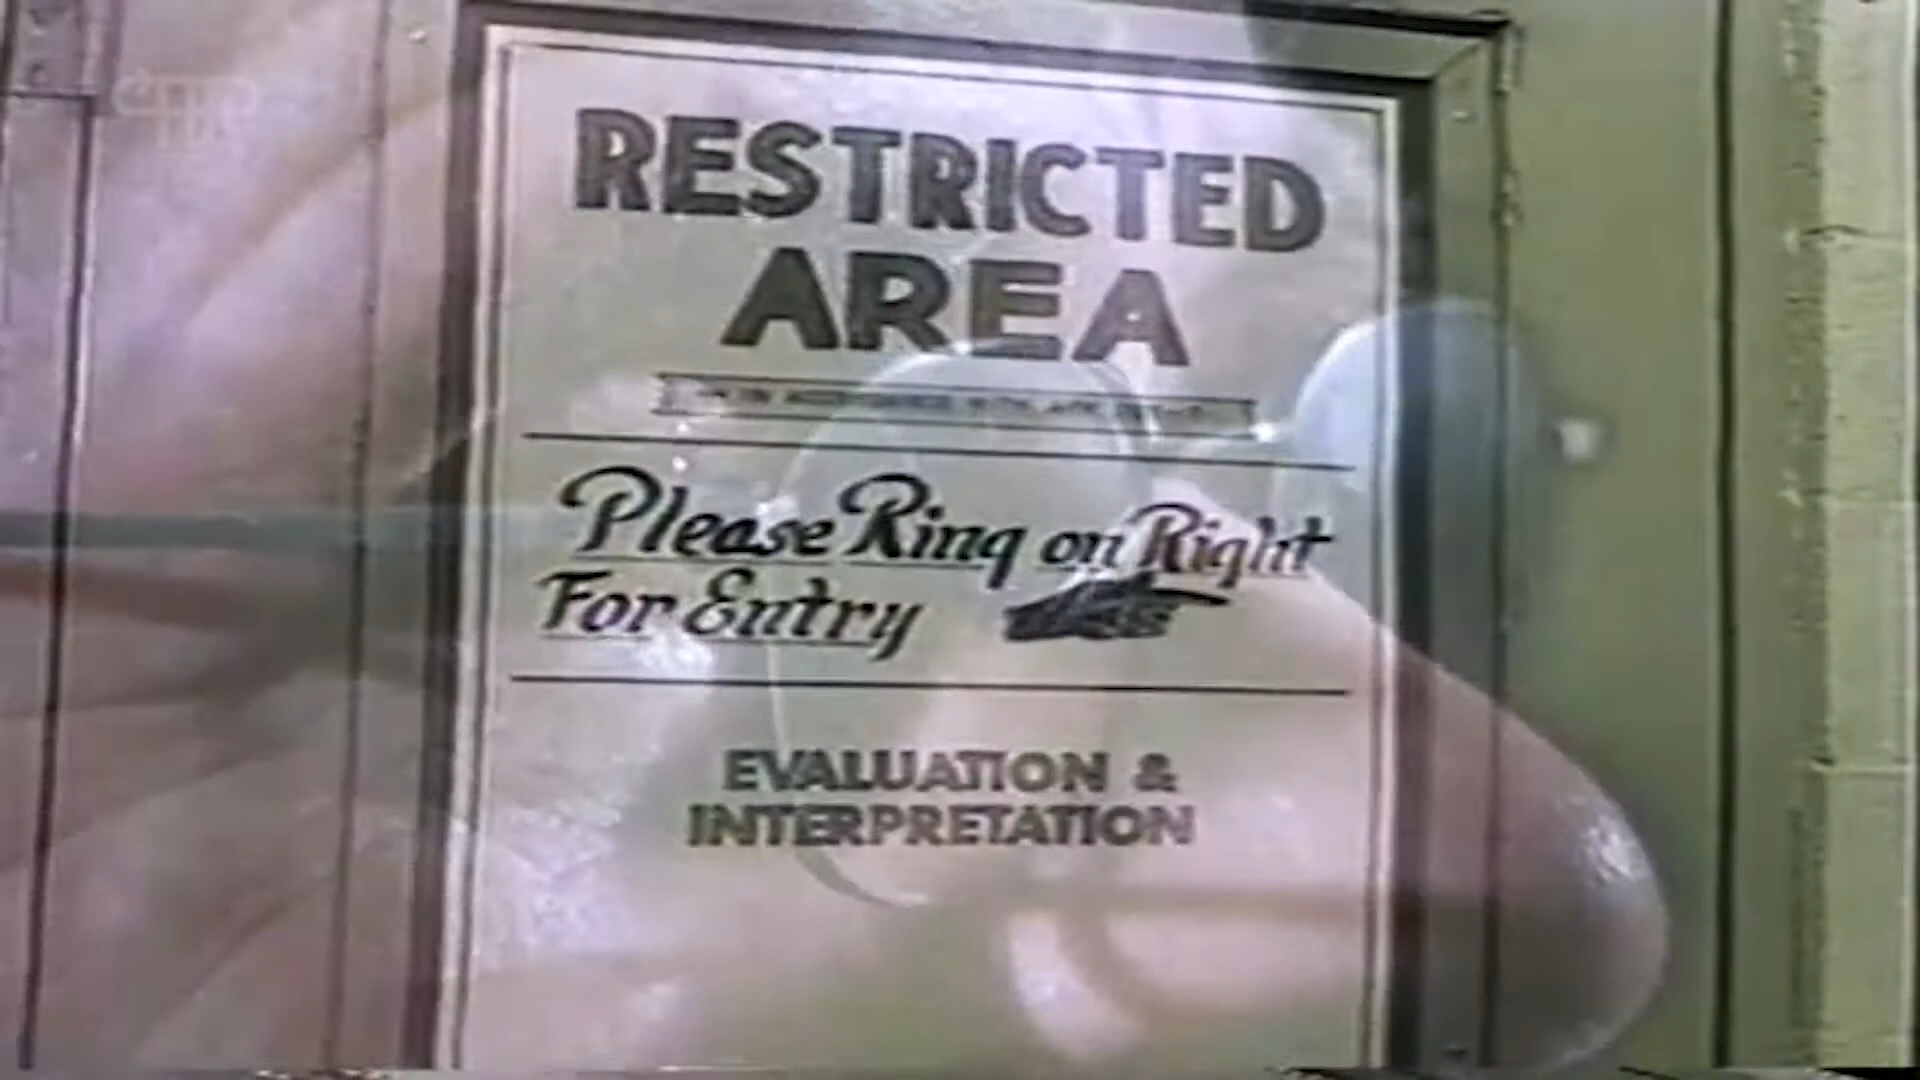 RESTRICTED
AREA
Please Ring on Right
For Entry
EVALUATION &
INTERPRETATION